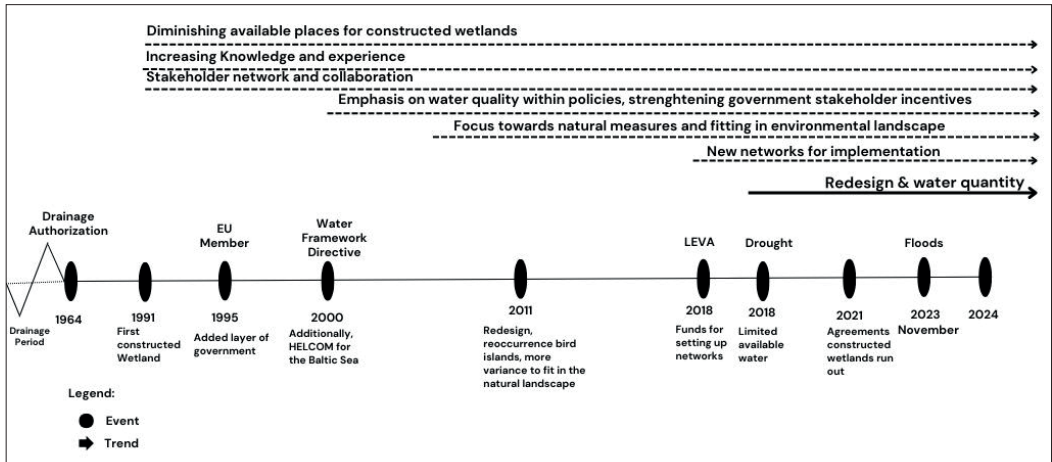 Diminishing available places for constructed wetlands
Increasing Knowledge and experience
Stakeholder network and collaboration
Emphasis on water quality within policies, strenghtening government stakeholder incentives
Focus towards natural measures and fitting in environmental landscape
New networks for implementation
Redesign & water quantity
Drainage
Authorization
EU
Member
Water
Framework
Directive
LEVA
Drought
Floods
Drainage
Period
1964
1991
First
constructed
Wetland
1995
Added layer of
government
2000
Additionally,
HELCOM for
the Baltic Sea
2011
Redesign,
reoccurrence bird
islands, more
variance to fit in the
natural landscape
2018
Funds for
setting up
networks
2018
Limited
available
water
2021
Agreements
constructed
wetlands run
out
2023
November
2024
Legend:
Event
Trend